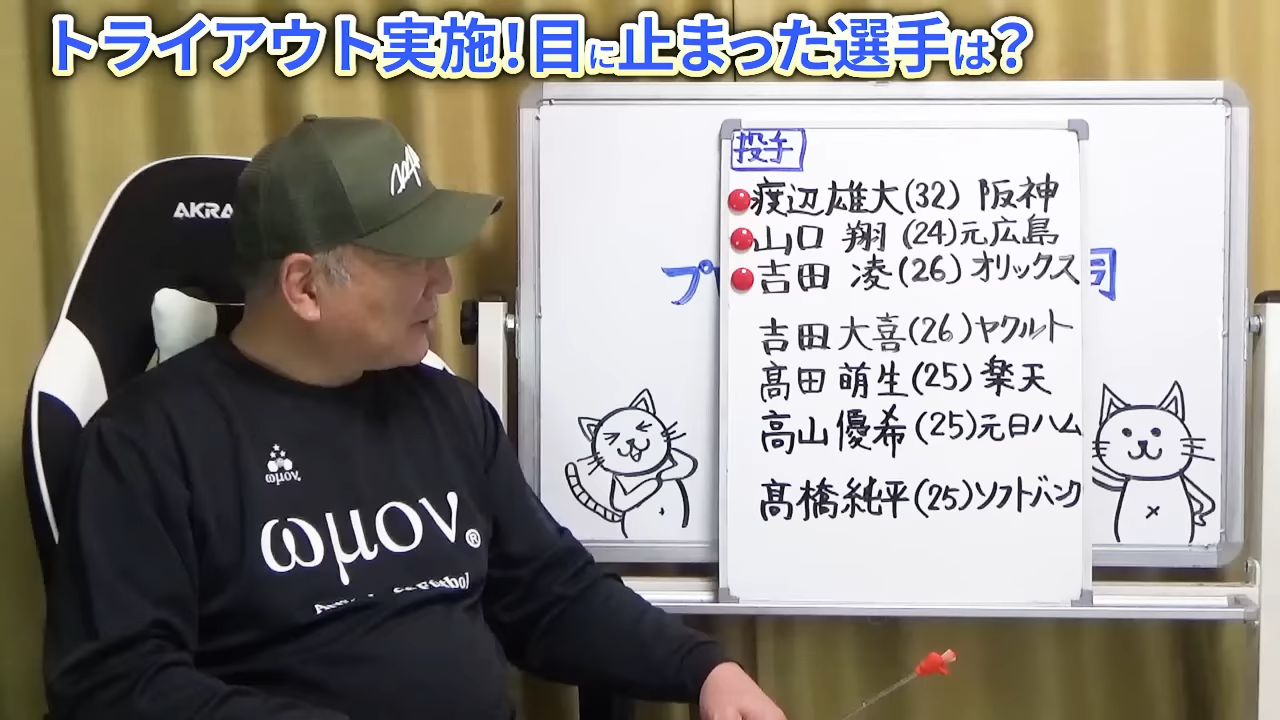 トライアウト実施!目に止まった選手は?
投手
渡辺雄大(32) 阪神
山口 翔 (24)元広島
吉田 凌(26) オリックス
吉田大喜(26)ヤクルト
髙田萌生(25) 楽天
高山優希(25)元日ハム
髙橋純平(25)ソフトバンク
プ
司
AKRA
ωμον
ωμον®